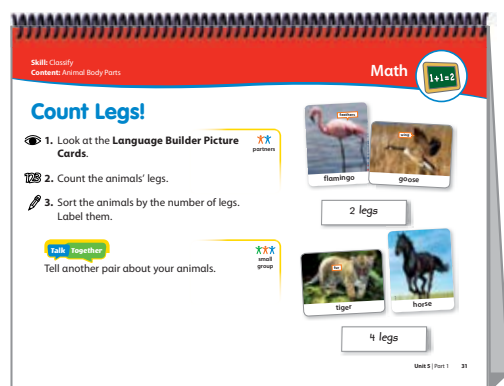 Skill: Classify
Content: Animal Body Parts
Math
1+1=2
Count Legs!
1. Look at the Language Builder Picture
Cards.
partners
2. Count the animals' legs.
123
3. Sort the animals by the number of legs.
Label them.
Talk Together
Tell another pair about your animals.
small
group
feathers
flamingo
wing
goose
2 legs
fur
tiger
horse
4 legs
Unit 5 | Part 1 31